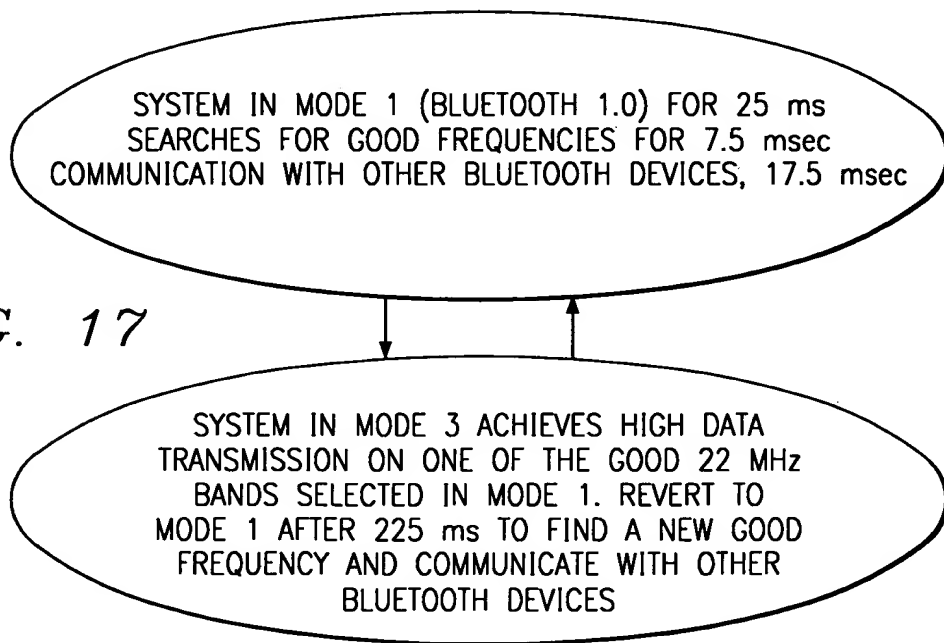 SYSTEM IN MODE 1 (BLUETOOTH 1.0) FOR 25 ms
SEARCHES FOR GOOD FREQUENCIES FOR 7.5 msec
COMMUNICATION WITH OTHER BLUETOOTH DEVICES, 17.5 msec
G. 17
SYSTEM IN MODE 3 ACHIEVES HIGH DATA
TRANSMISSION ON ONE OF THE GOOD 22 MHz
BANDS SELECTED IN MODE 1. REVERT TO
MODE 1 AFTER 225 ms TO FIND A NEW GOOD
FREQUENCY AND COMMUNICATE WITH OTHER
BLUETOOTH DEVICES